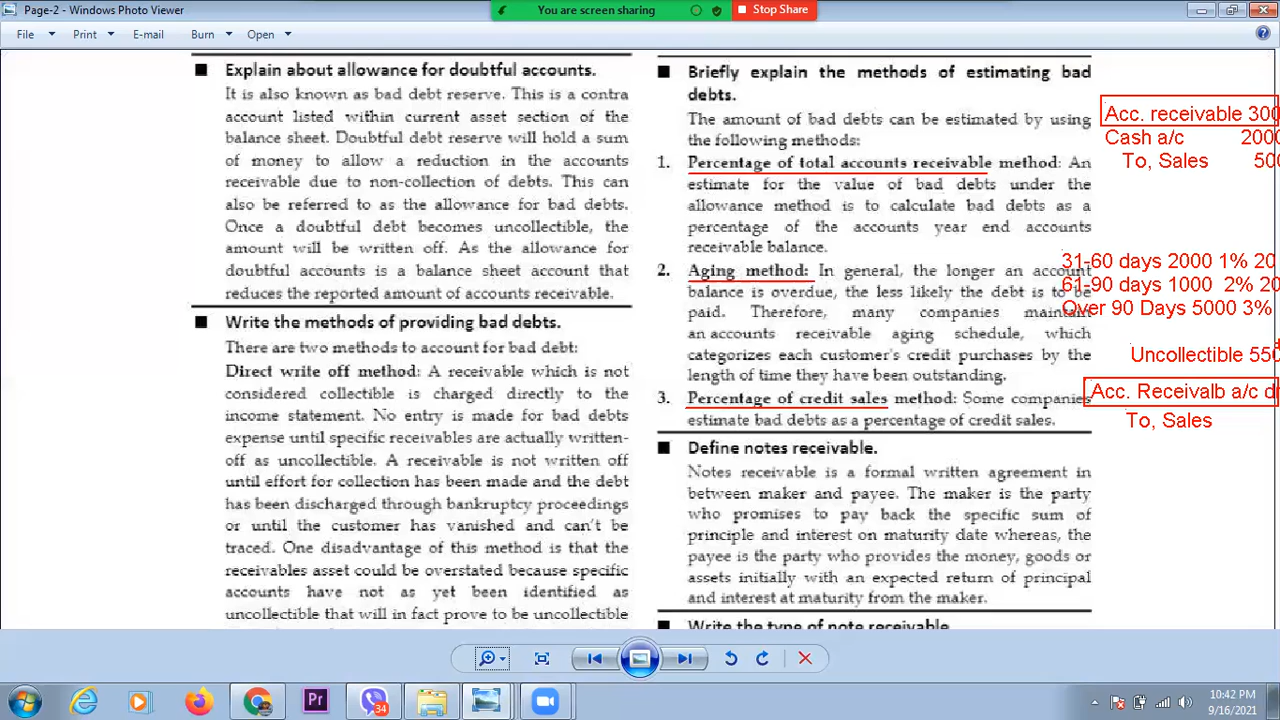 Page-2 - Windows Photo Viewer
You are screen sharing
Stop Share
File Print E-mail Burn Open
Explain about allowance for doubtful accounts.
It is also known as bad debt reserve. This is a contra
account listed within current asset section of the
balance sheet. Doubtful debt reserve will hold a sum
of money to allow a reduction in the accounts
receivable due to non-collection of debts. This can
also be referred to as the allowance for bad debts.
Once a doubtful debt becomes uncollectible, the
amount will be written off. As the allowance for
doubtful accounts is a balance sheet account that
reduces the reported amount of accounts receivable.
Write the methods of providing bad debts.
There are two methods to account for bad debt:
Direct write off method: A receivable which is not
considered collectible is charged directly to the
income statement. No entry is made for bad debts
expense until specific receivables are actually written-
off as uncollectible. A receivable is not written off
until effort for collection has been made and the debt
has been discharged through bankruptcy proceedings
or until the customer has vanished and can't be
traced. One disadvantage of this method is that the
receivables asset could be overstated because specific
accounts have not as yet been identified as
uncollectible that will in fact prove to be uncollectible
Briefly explain the methods of estimating bad
debts.
The amount of bad debts can be estimated by using
the following methods:
1. Percentage of total accounts receivable method: An
estimate for the value of bad debts under the
allowance method is to calculate bad debts as a
percentage of the accounts year end accounts
receivable balance.
2. Aging method: In general, the longer an account
balance is overdue, the less likely the debt is to be
paid. Therefore, many companies maintain
an accounts receivable aging schedule, which
categorizes each customer's credit purchases by the
length of time they have been outstanding.
3. Percentage of credit sales method: Some companies
estimate bad debts as a percentage of credit sales.
Define notes receivable.
Notes receivable is a formal written agreement in
between maker and payee. The maker is the party
who promises to pay back the specific sum of
principle and interest on maturity date whereas, the
payee is the party who provides the money, goods or
assets initially with an expected return of principal
and interest at maturity from the maker.
Write the type of note receivable
Acc. receivable 300
Cash a/c 2000
To, Sales 500
31-60 days 2000 1% 20
61-90 days 1000 2% 20
Over 90 Days 5000 3%
Uncollectible 550
Acc. Receivalb a/c d
To, Sales
Pr
34
10:42 PM
9/16/2021